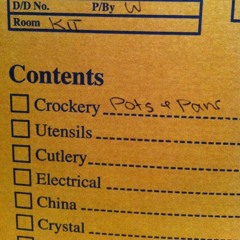 D/D No. P/By W
Room KIT
Contents
Crockery Pots & Pans
Utensils
Cutlery
Electrical
China
Crystal